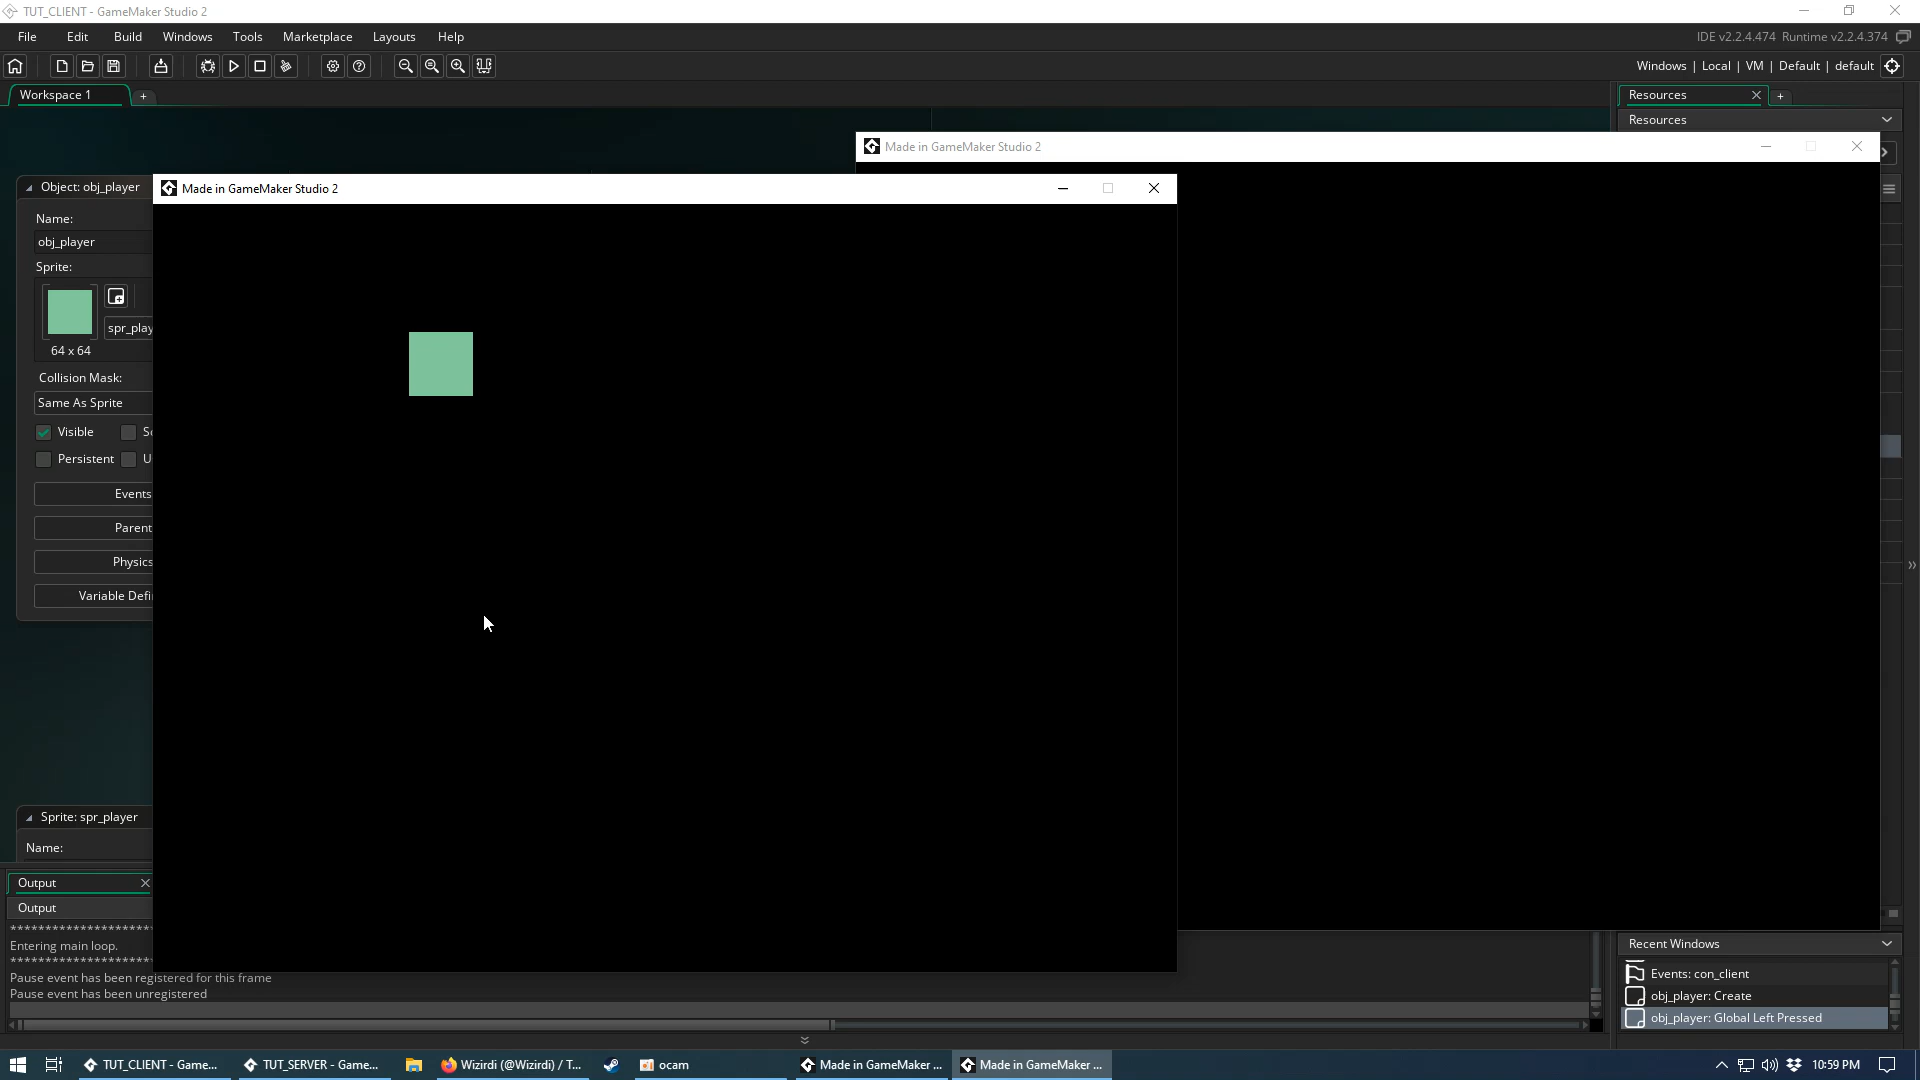 TUT_CLIENT - GameMaker Studio 2
File Edit Build Windows Tools Marketplace Layouts Help
IDE v2.2.4.474 Runtime v2.2.4.374
Windows | Local | VM | Default | default
Workspace 1
Resources
Resources
Made in GameMaker Studio 2
Object: obj_player
Made in GameMaker Studio 2
Name:
obj_player
Sprite:
spr_play
64 x 64
Collision Mask:
Same As Sprite
Visible
Persistent U
Events
Parent
Physics
Variable Defi
Sprite: spr_player
Name:
Output
Output
**********************
Entering main loop.
**********************
Pause event has been registered for this frame
Pause event has been unregistered
Recent Windows
Events: con_client
obj_player: Create
obj_player: Global Left Pressed
TUT_CLIENT - Game...
TUT_SERVER - Game...
Wizirdi (@Wizirdi) / T...
ocam
Made in GameMaker ...
Made in GameMaker ...
10:59 PM